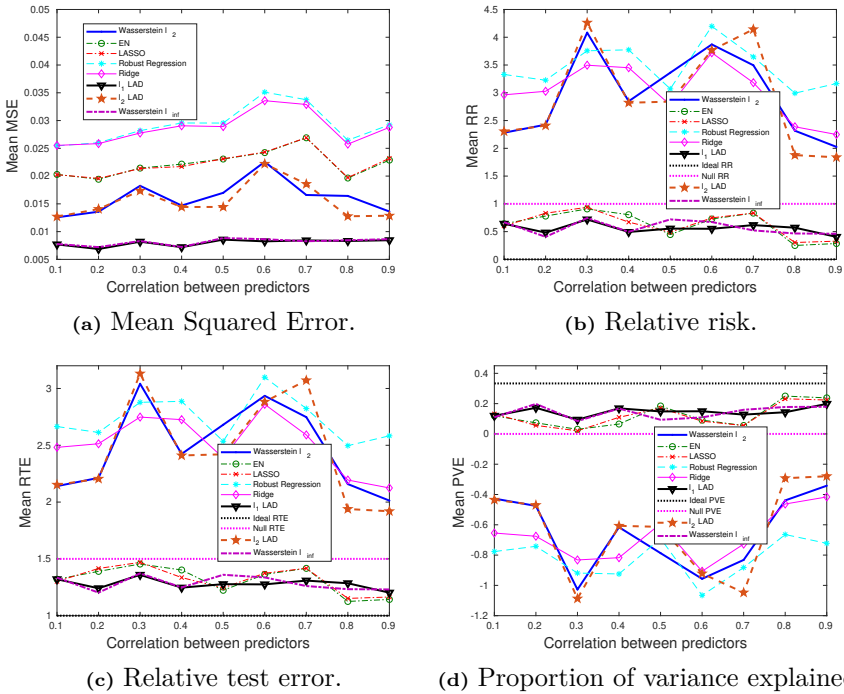 0.05
0.045
0.04
0.035
0.03
0.025
0.02
0.015
0.01
0.005
Mean MSE
Wasserstein l 2
EN
LASSO
Robust Regression
Ridge
l1 LAD
l2 LAD
Wasserstein l inf
0.1 0.2 0.3 0.4 0.5 0.6 0.7 0.8 0.9
Correlation between predictors
(a) Mean Squared Error.
4.5
4
3.5
3
2.5
2
1.5
1
0.5
0
Mean RR
Wasserstein l 2
EN
LASSO
Robust Regression
Ridge
l1 LAD
Ideal RR
Null RR
l2 LAD
Wasserstein l inf
0.1 0.2 0.3 0.4 0.5 0.6 0.7 0.8 0.9
Correlation between predictors
(b) Relative risk.
3
2.5
2
1.5
1
Mean RTE
Wasserstein l 2
EN
LASSO
Robust Regression
Ridge
l1 LAD
Ideal RTE
Null RTE
l2 LAD
Wasserstein l inf
0.1 0.2 0.3 0.4 0.5 0.6 0.7 0.8 0.9
Correlation between predictors
(c) Relative test error.
0.4
0.2
0
-0.2
-0.4
-0.6
-0.8
-1
-1.2
Mean PVE
Wasserstein l 2
EN
LASSO
Robust Regression
Ridge
l1 LAD
Ideal PVE
Null PVE
l2 LAD
Wasserstein l inf
0.1 0.2 0.3 0.4 0.5 0.6 0.7 0.8 0.9
Correlation between predictors
(d) Proportion of variance explaine